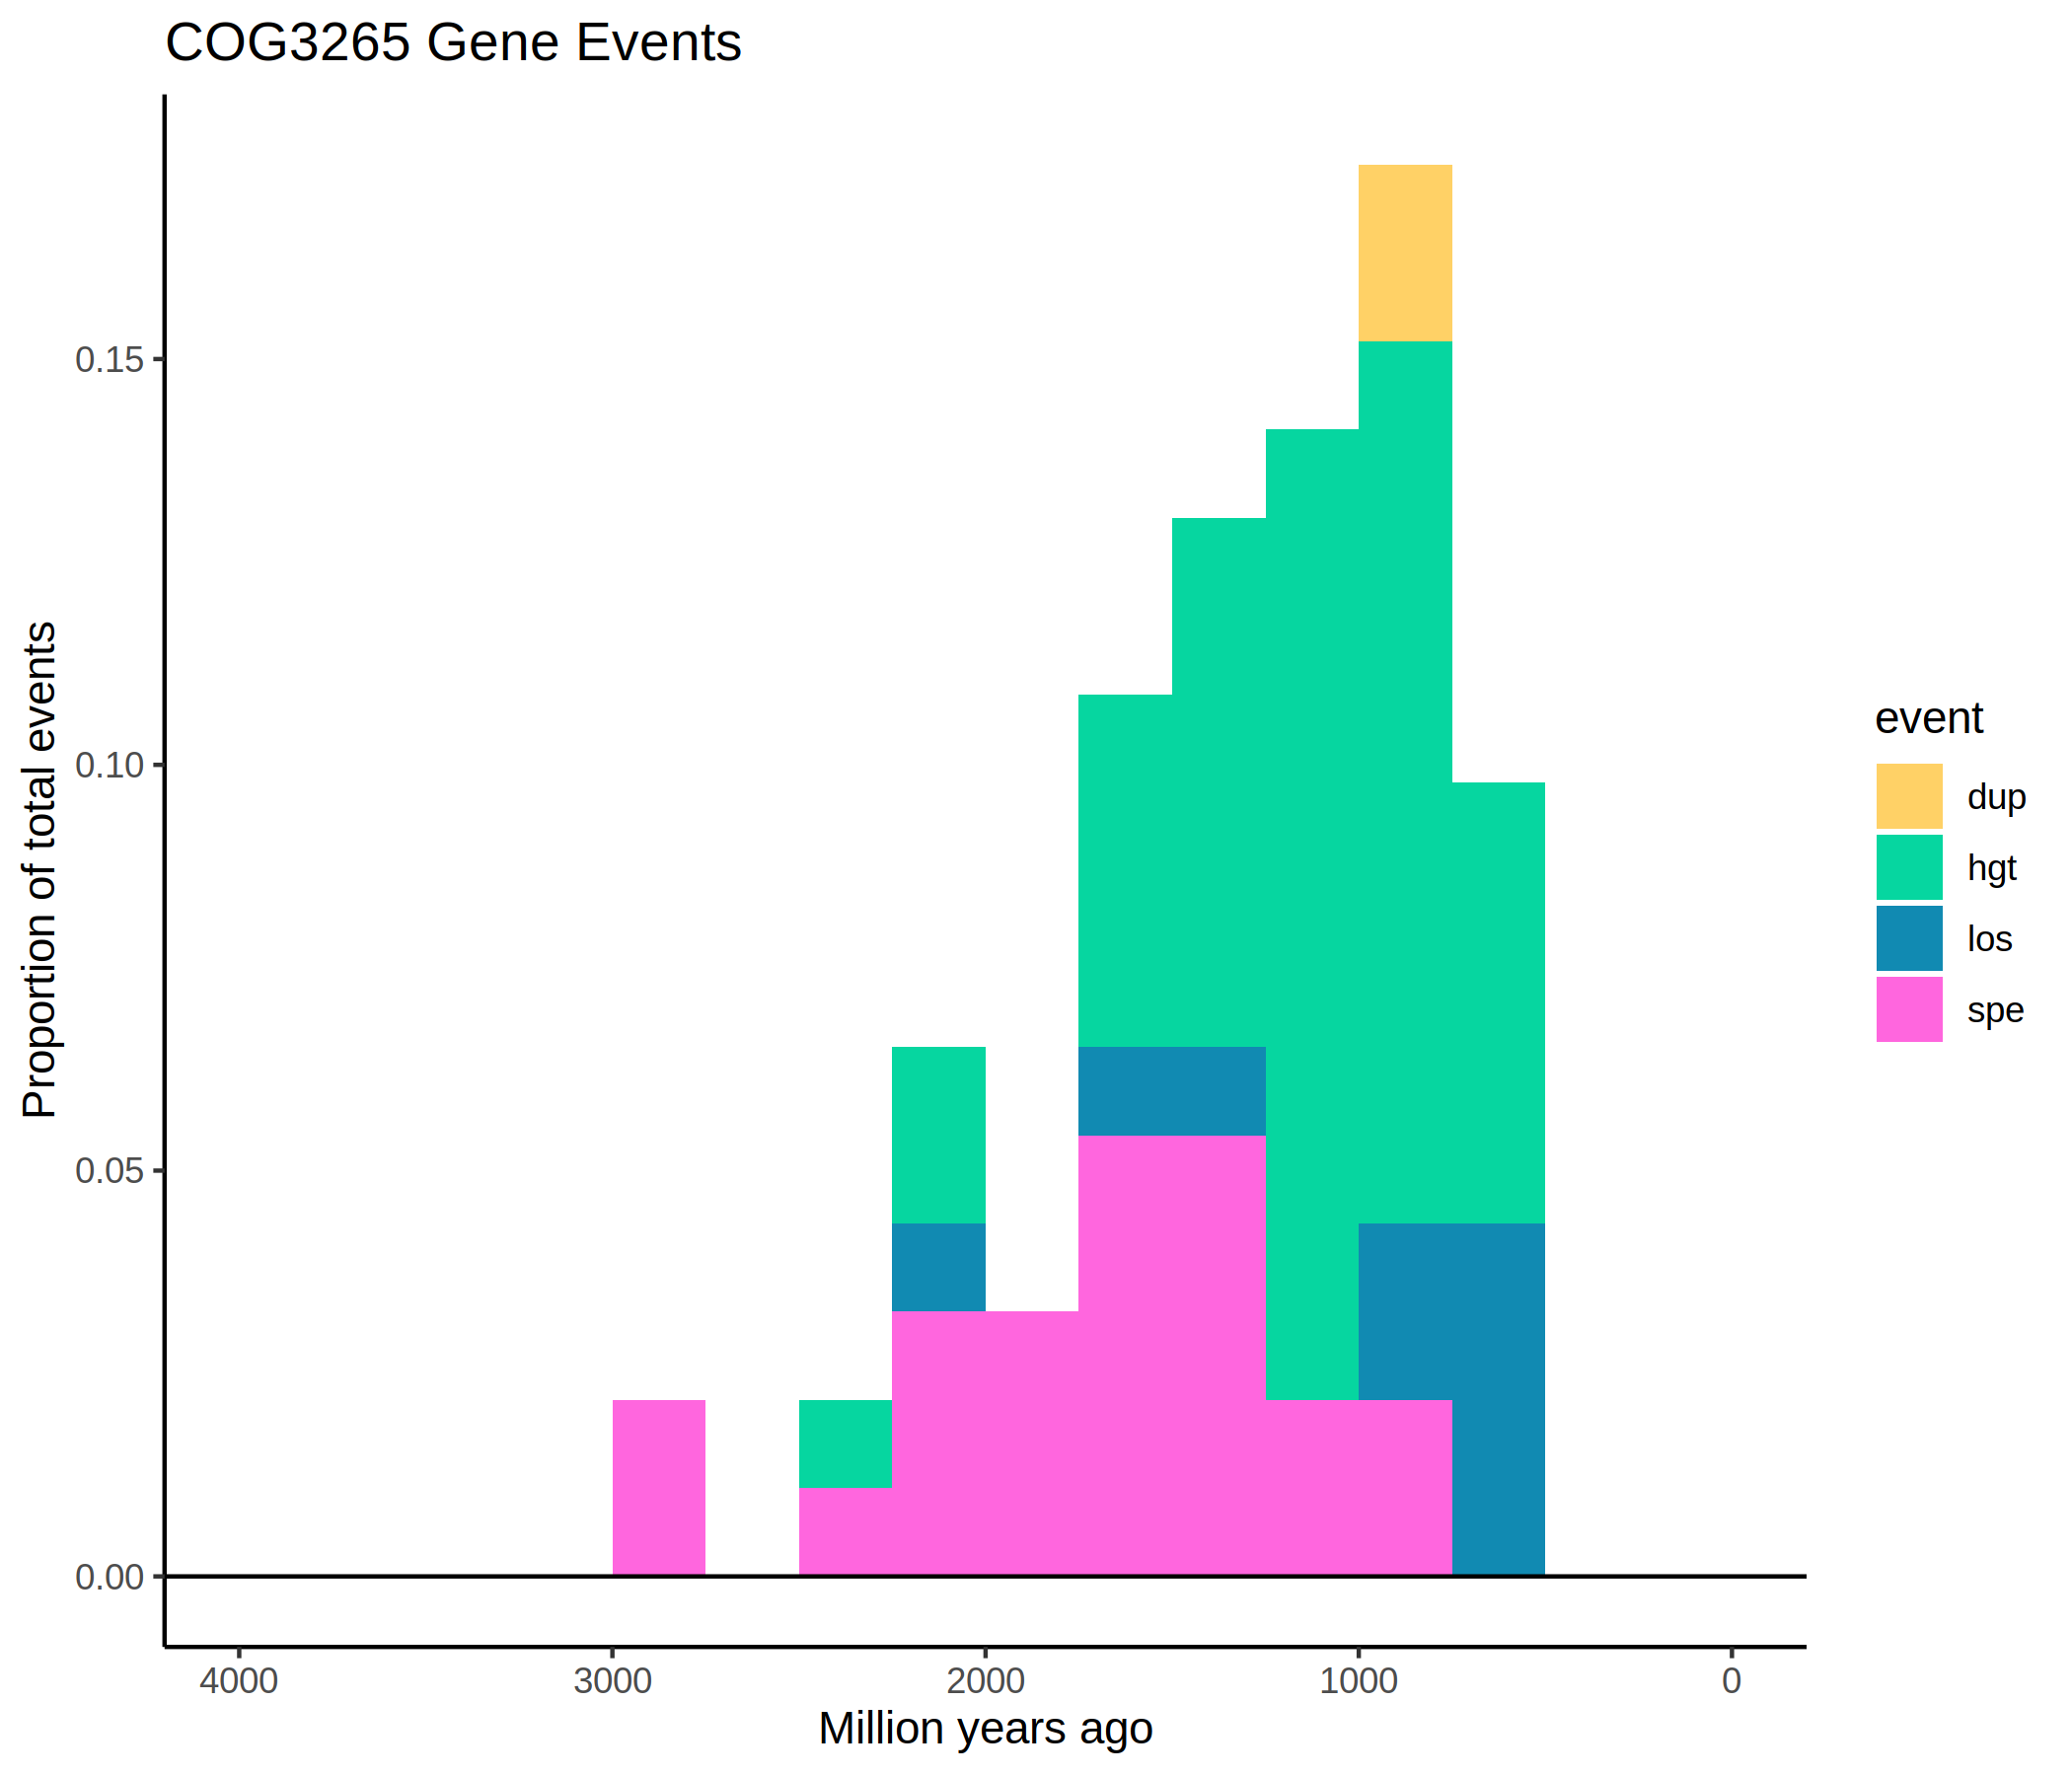 COG3265 Gene Events
Proportion of total events
0.15
0.10
0.05
0.00
4000 3000 2000 1000 0
Million years ago
event
dup
hgt
los
spe